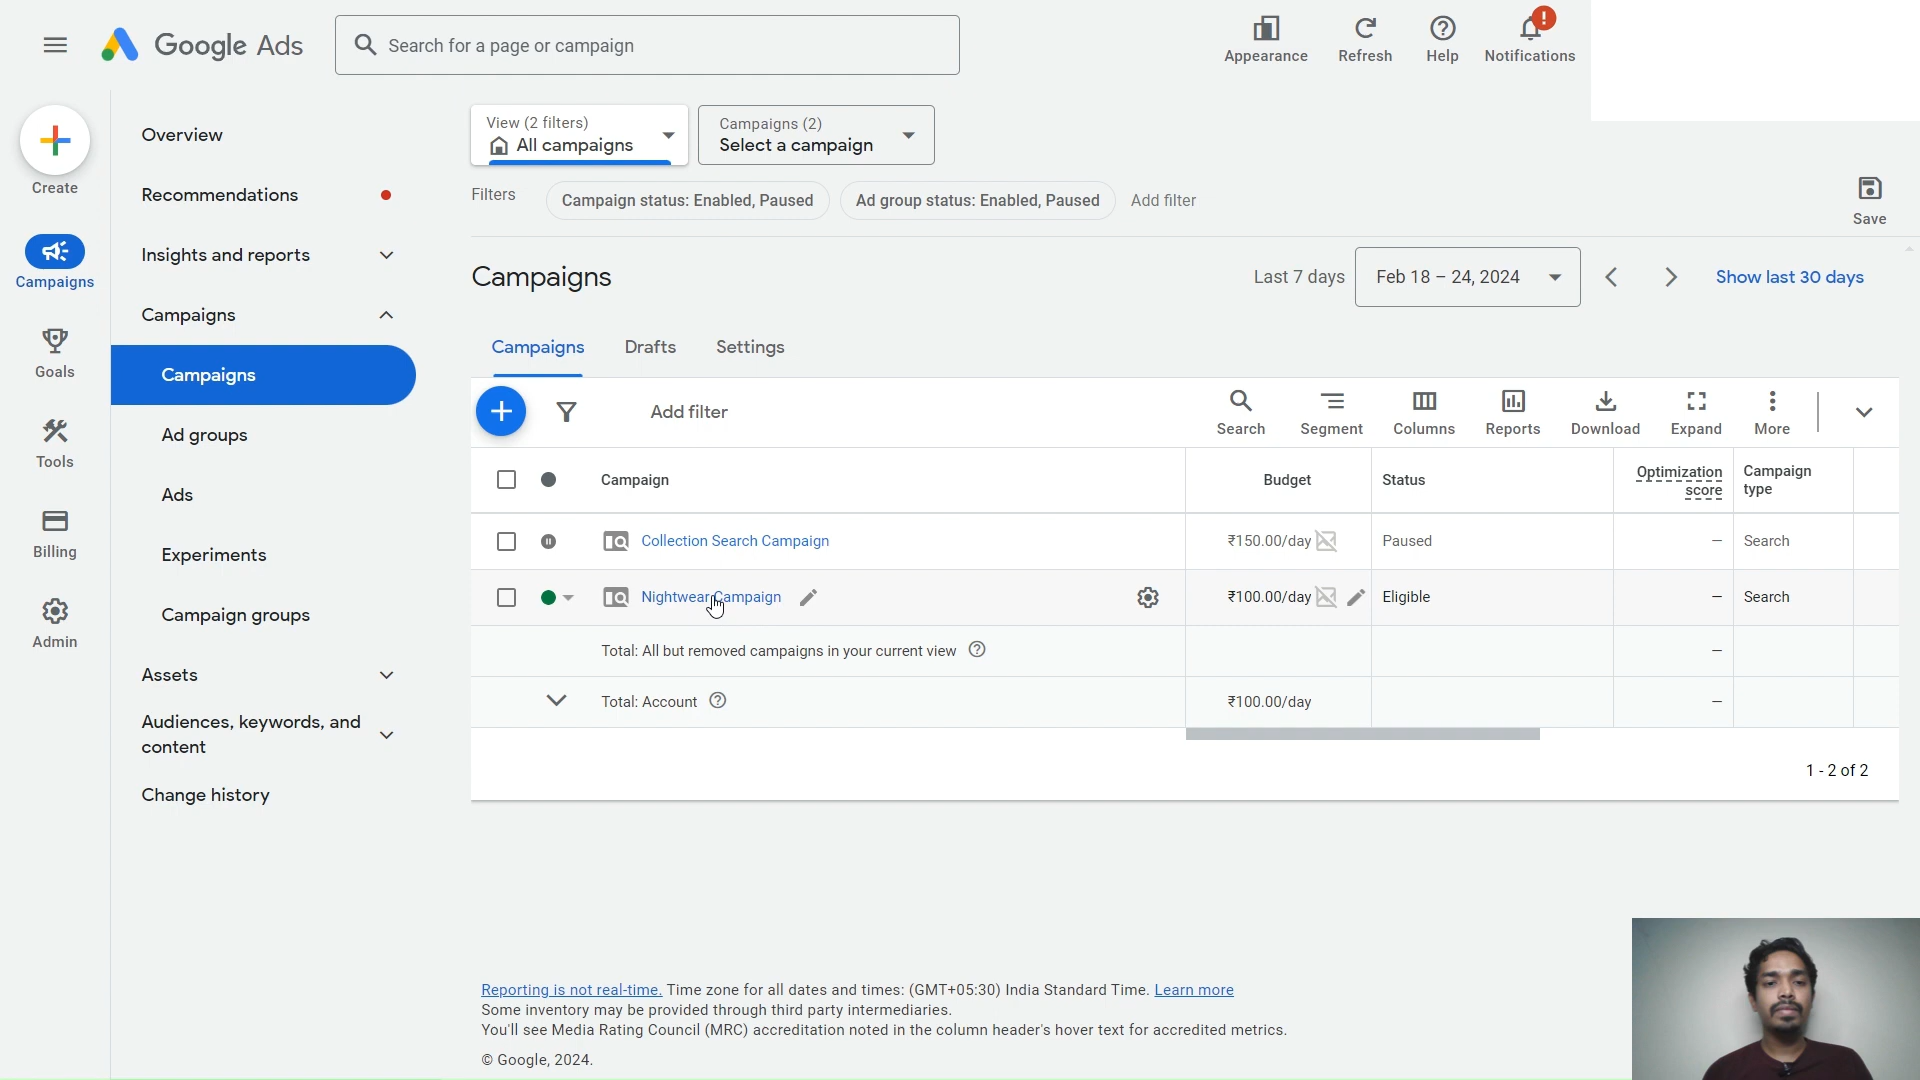 Google Ads
Search for a page or campaign
Appearance
Refresh
Help
!
Notifications
Create
Campaigns
Goals
Tools
Billing
Admin
Overview
Recommendations
Insights and reports
Campaigns
Campaigns
Ad groups
Ads
Experiments
Campaign groups
Assets
Audiences, keywords, and
content
Change history
View (2 filters)
All campaigns
Campaigns (2)
Select a campaign
Filters
Campaign status: Enabled, Paused
Ad group status: Enabled, Paused
Add filter
Save
Campaigns
Last 7 days
Feb 18 – 24, 2024
Show last 30 days
Campaigns
Drafts
Settings
Add filter
Search
Segment
Columns
Reports
Download
Expand
More
Campaign
Budget
Status
Optimization
score
Campaign
type
Collection Search Campaign
₹150.00/day
Paused
–
Search
Nightwear Campaign
₹100.00/day
Eligible
–
Search
Total: All but removed campaigns in your current view
–
Total: Account
₹100.00/day
–
1 - 2 of 2
Reporting is not real-time. Time zone for all dates and times: (GMT+05:30) India Standard Time. Learn more
Some inventory may be provided through third party intermediaries.
You'll see Media Rating Council (MRC) accreditation noted in the column header's hover text for accredited metrics.
© Google, 2024.